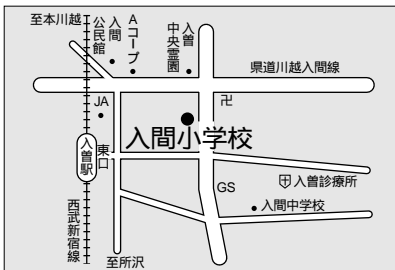 至本川越
入間
公民館
Aコープ
入曽
中央霊園
県道川越入間線
JA
卍
入間小学校
入曽駅
東口
入曽診療所
GS
入間中学校
西武新宿線
至所沢